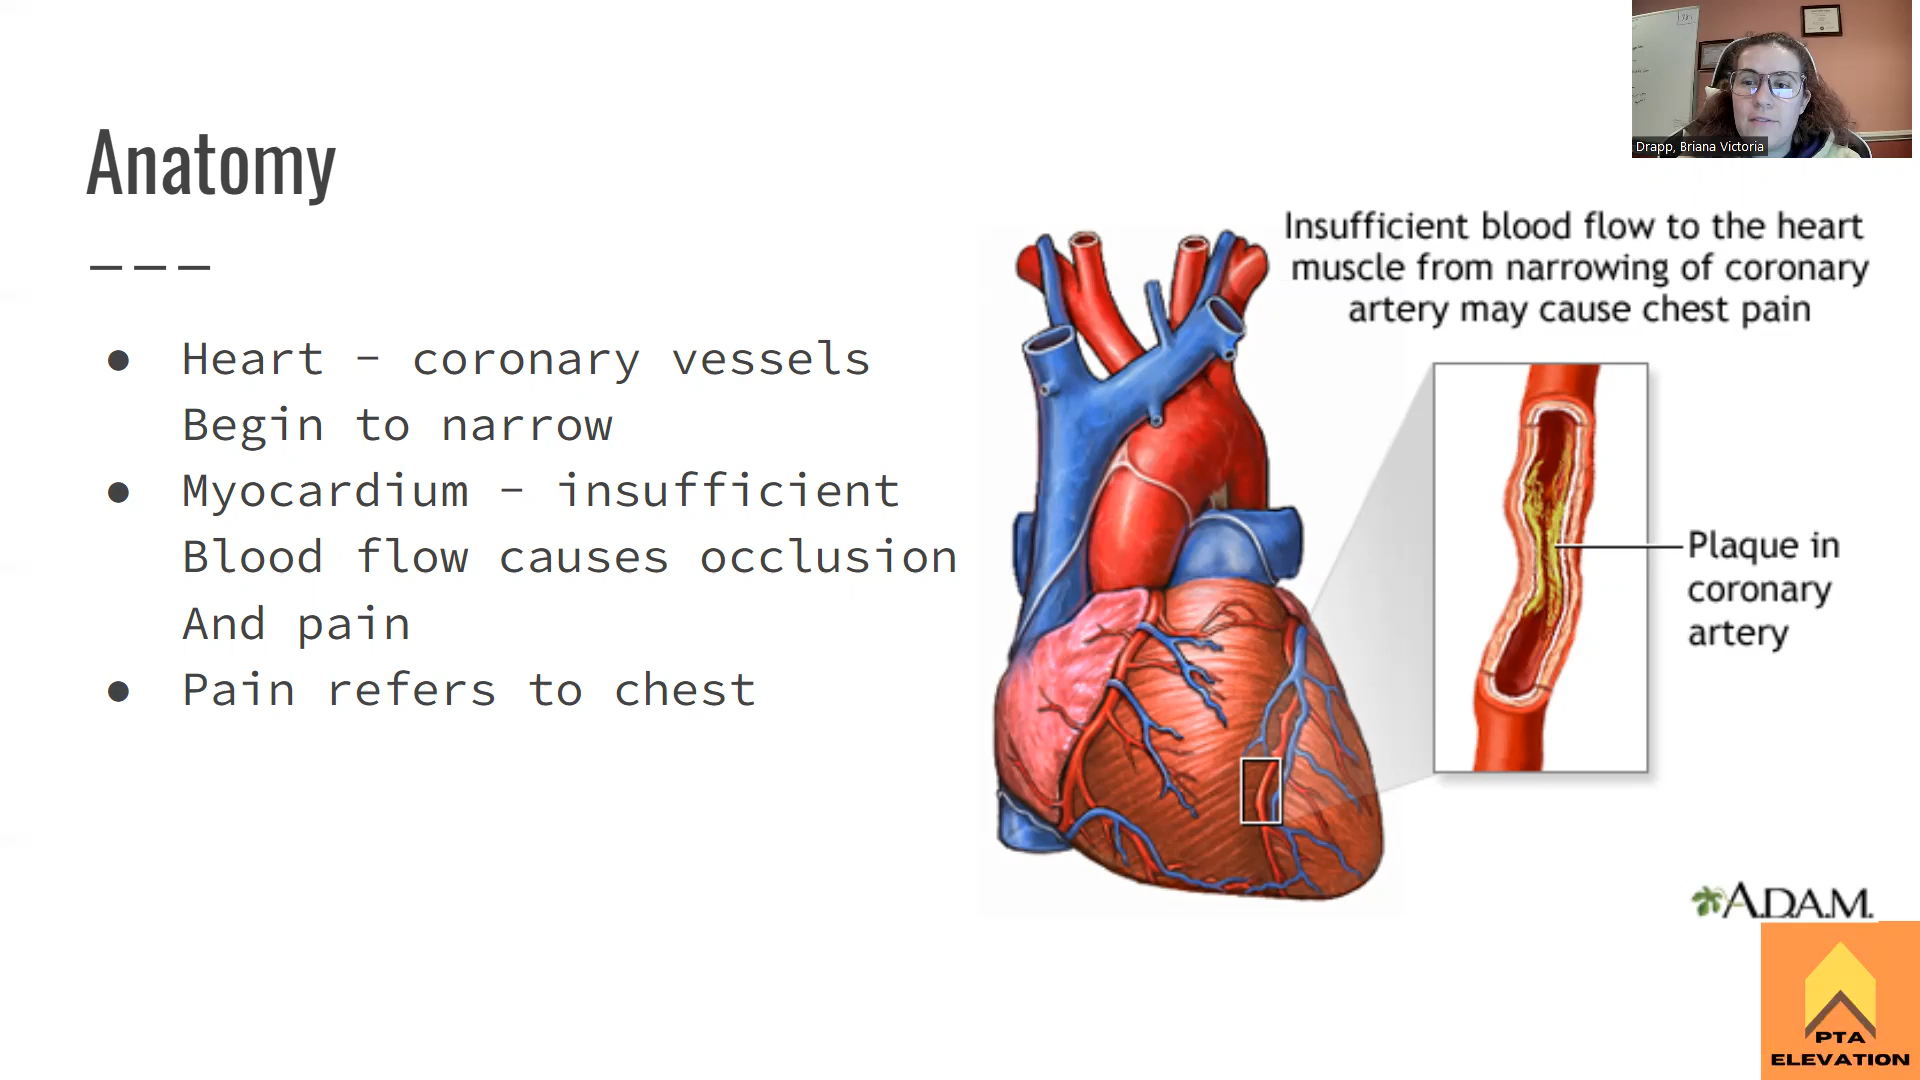 Drapp, Briana Victoria
Anatomy
● Heart - coronary vessels
Begin to narrow
● Myocardium - insufficient
Blood flow causes occlusion
And pain
● Pain refers to chest
Insufficient blood flow to the heart
muscle from narrowing of coronary
artery may cause chest pain
Plaque in
coronary
artery
A.D.A.M.
PTA
ELEVATION